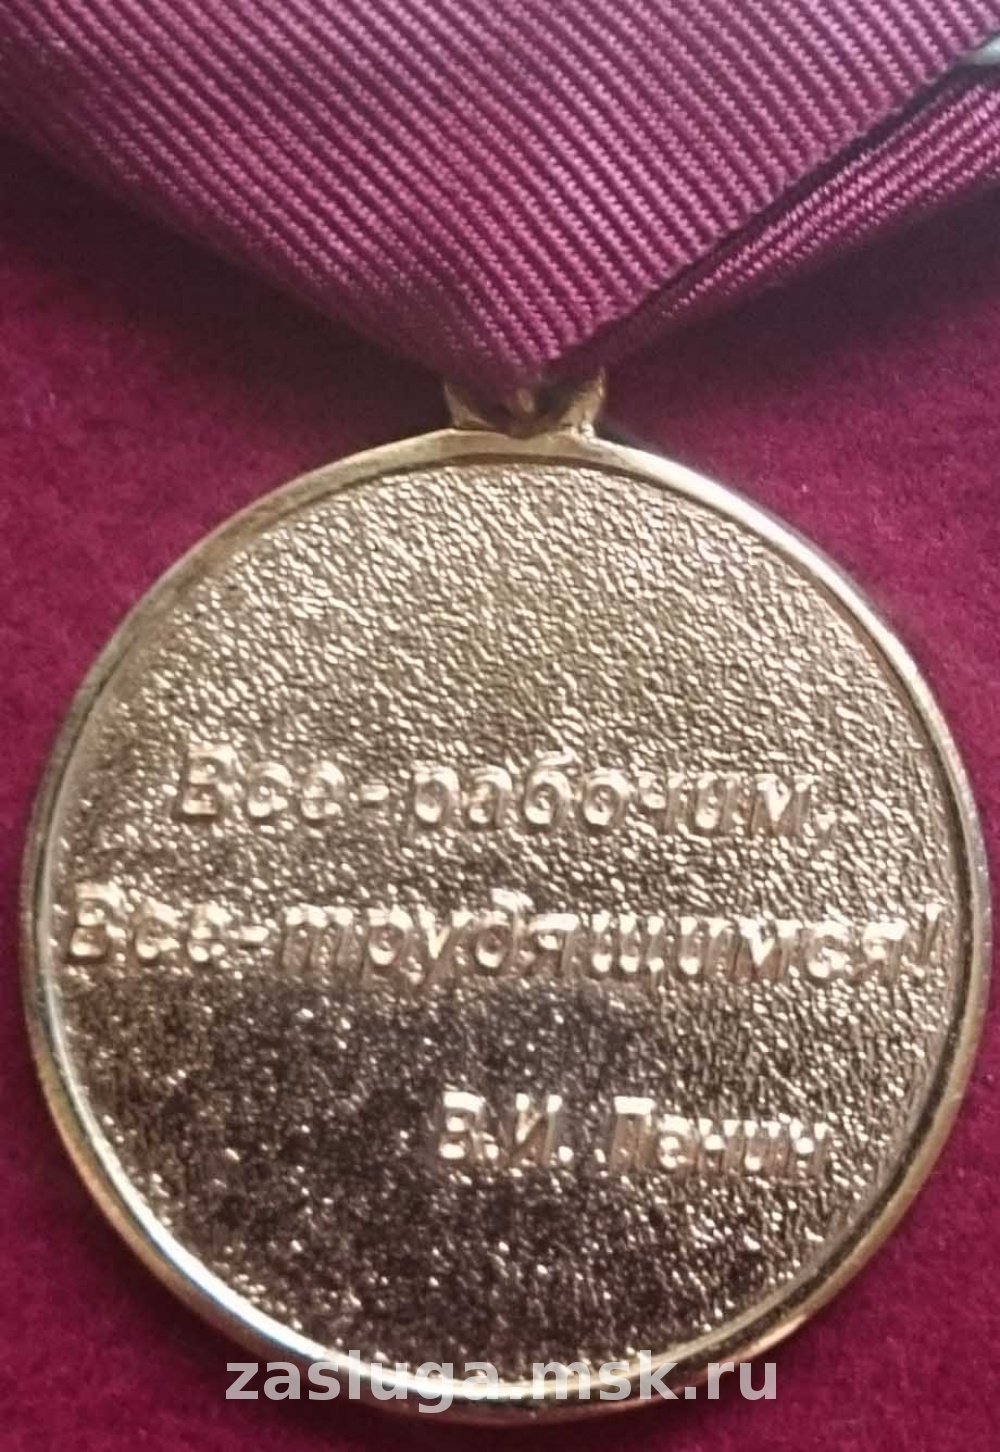 Все-рабочим,
Все-трудящимся!
В.И. Ленин
zasluga.msk.ru